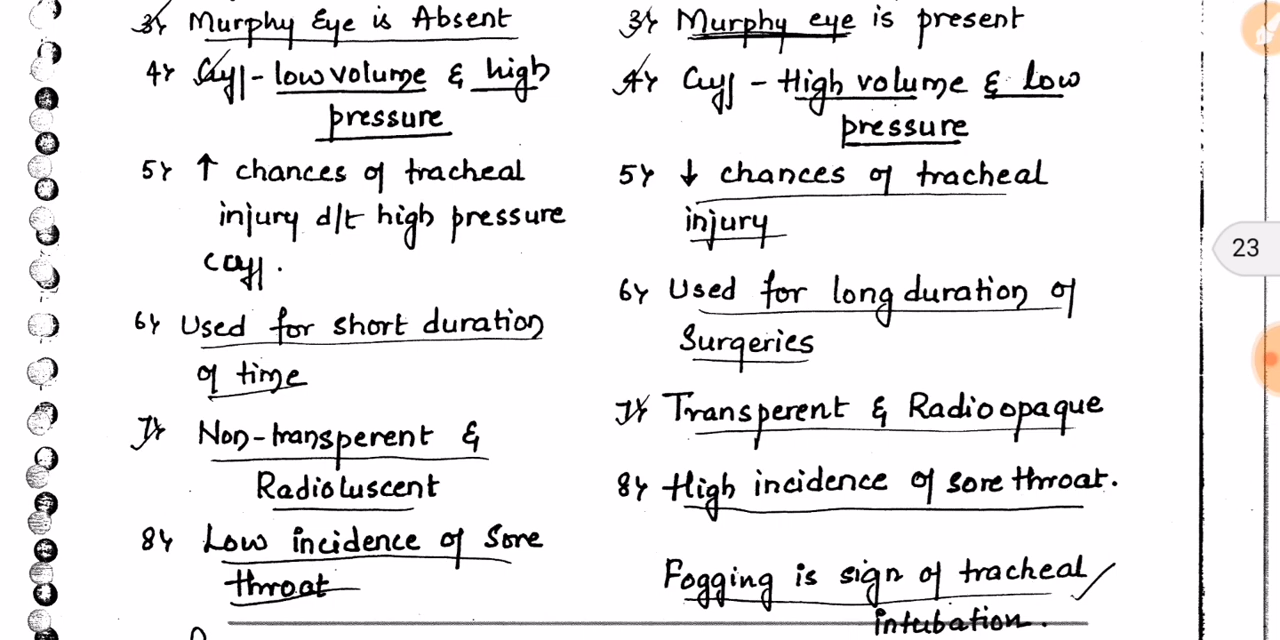 3) Murphy Eye is Absent
4) Cuff - low volume & high
pressure
5) ↑ chances of tracheal
injury d/t high pressure
cuff.
6) Used for short duration
of time
7) Non-transperent &
Radioluscent
8) Low incidence of Sore
throat
3) Murphy eye is present
4) Cuff - High volume & low
pressure
5) ↓ chances of tracheal
injury
6) Used for long duration of
Surgeries
7) Transperent & Radioopaque
8) High incidence of sore throat.
Fogging is sign of tracheal
intubation.
23